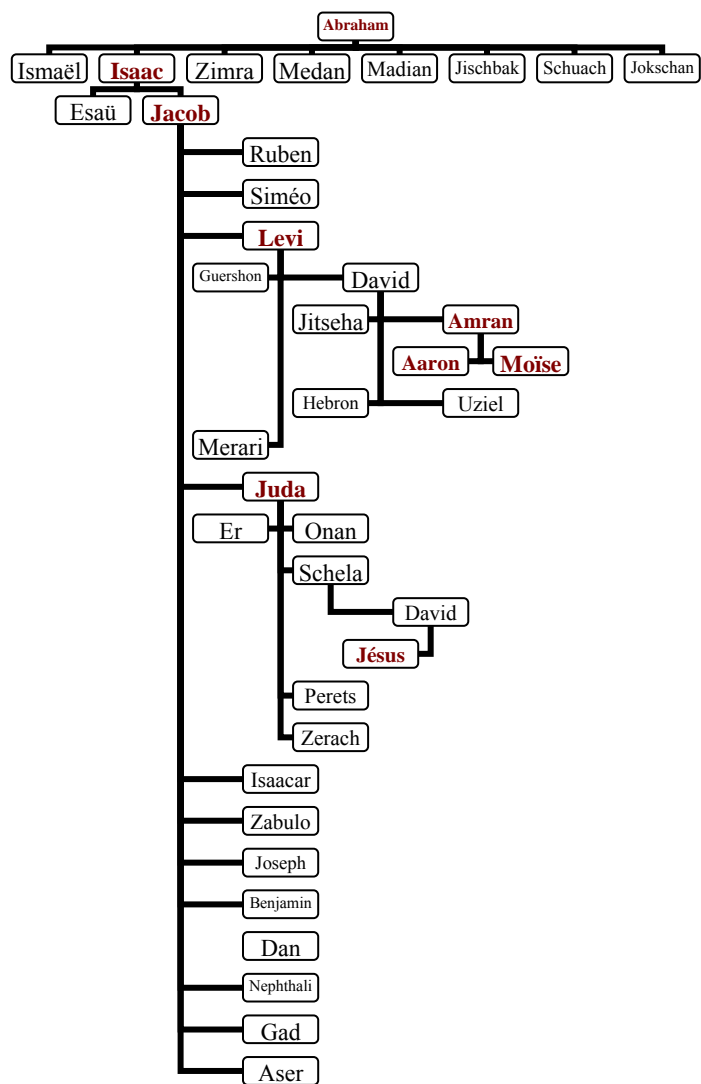 Abraham
Ismaël Isaac Zimra Medan Madian Jischbak Schuach Jokschan
Esaü Jacob
Ruben
Siméo
Levi
Guershon David
Jitseha Amran
Aaron Moïse
Hebron Uziel
Merari
Juda
Er Onan
Schela
David
Jésus
Perets
Zerach
Isaacar
Zabulo
Joseph
Benjamin
Dan
Nephthali
Gad
Aser